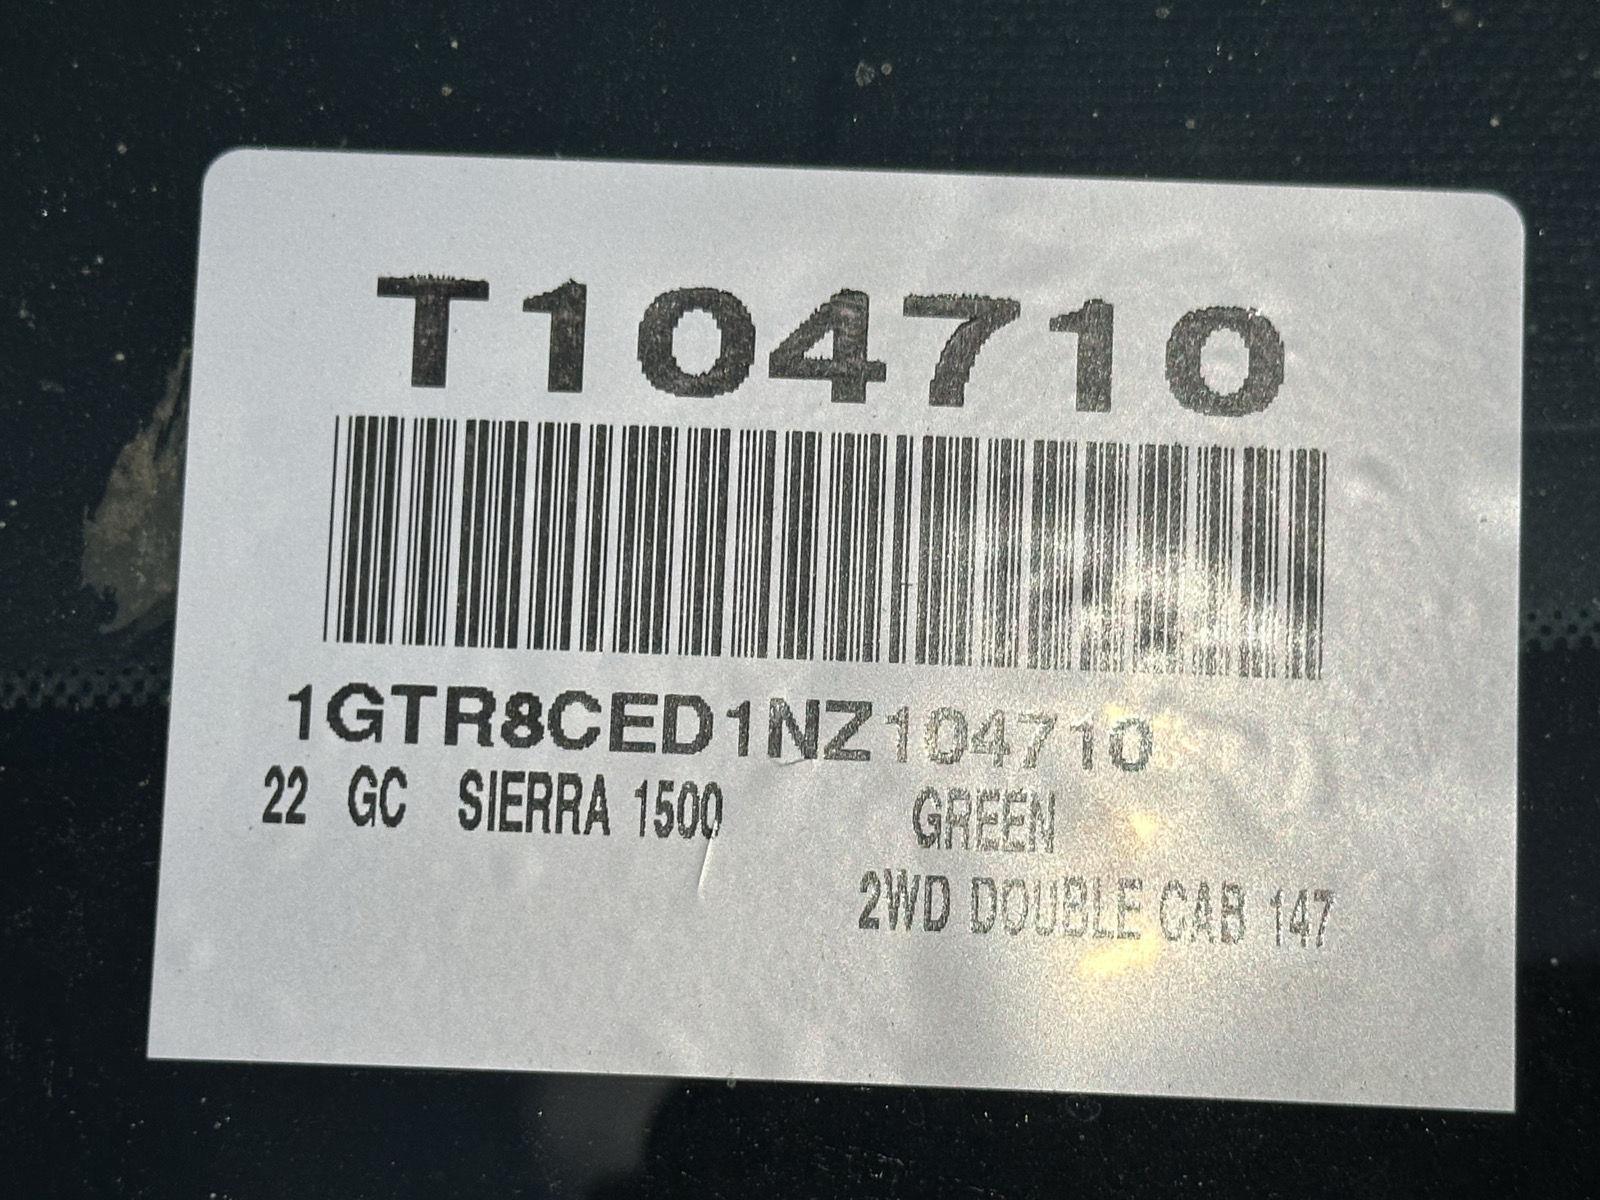 T104710
1GTR8CED1NZ104710
22 GC SIERRA 1500 GREEN
2WD DOUBLE CAB 147